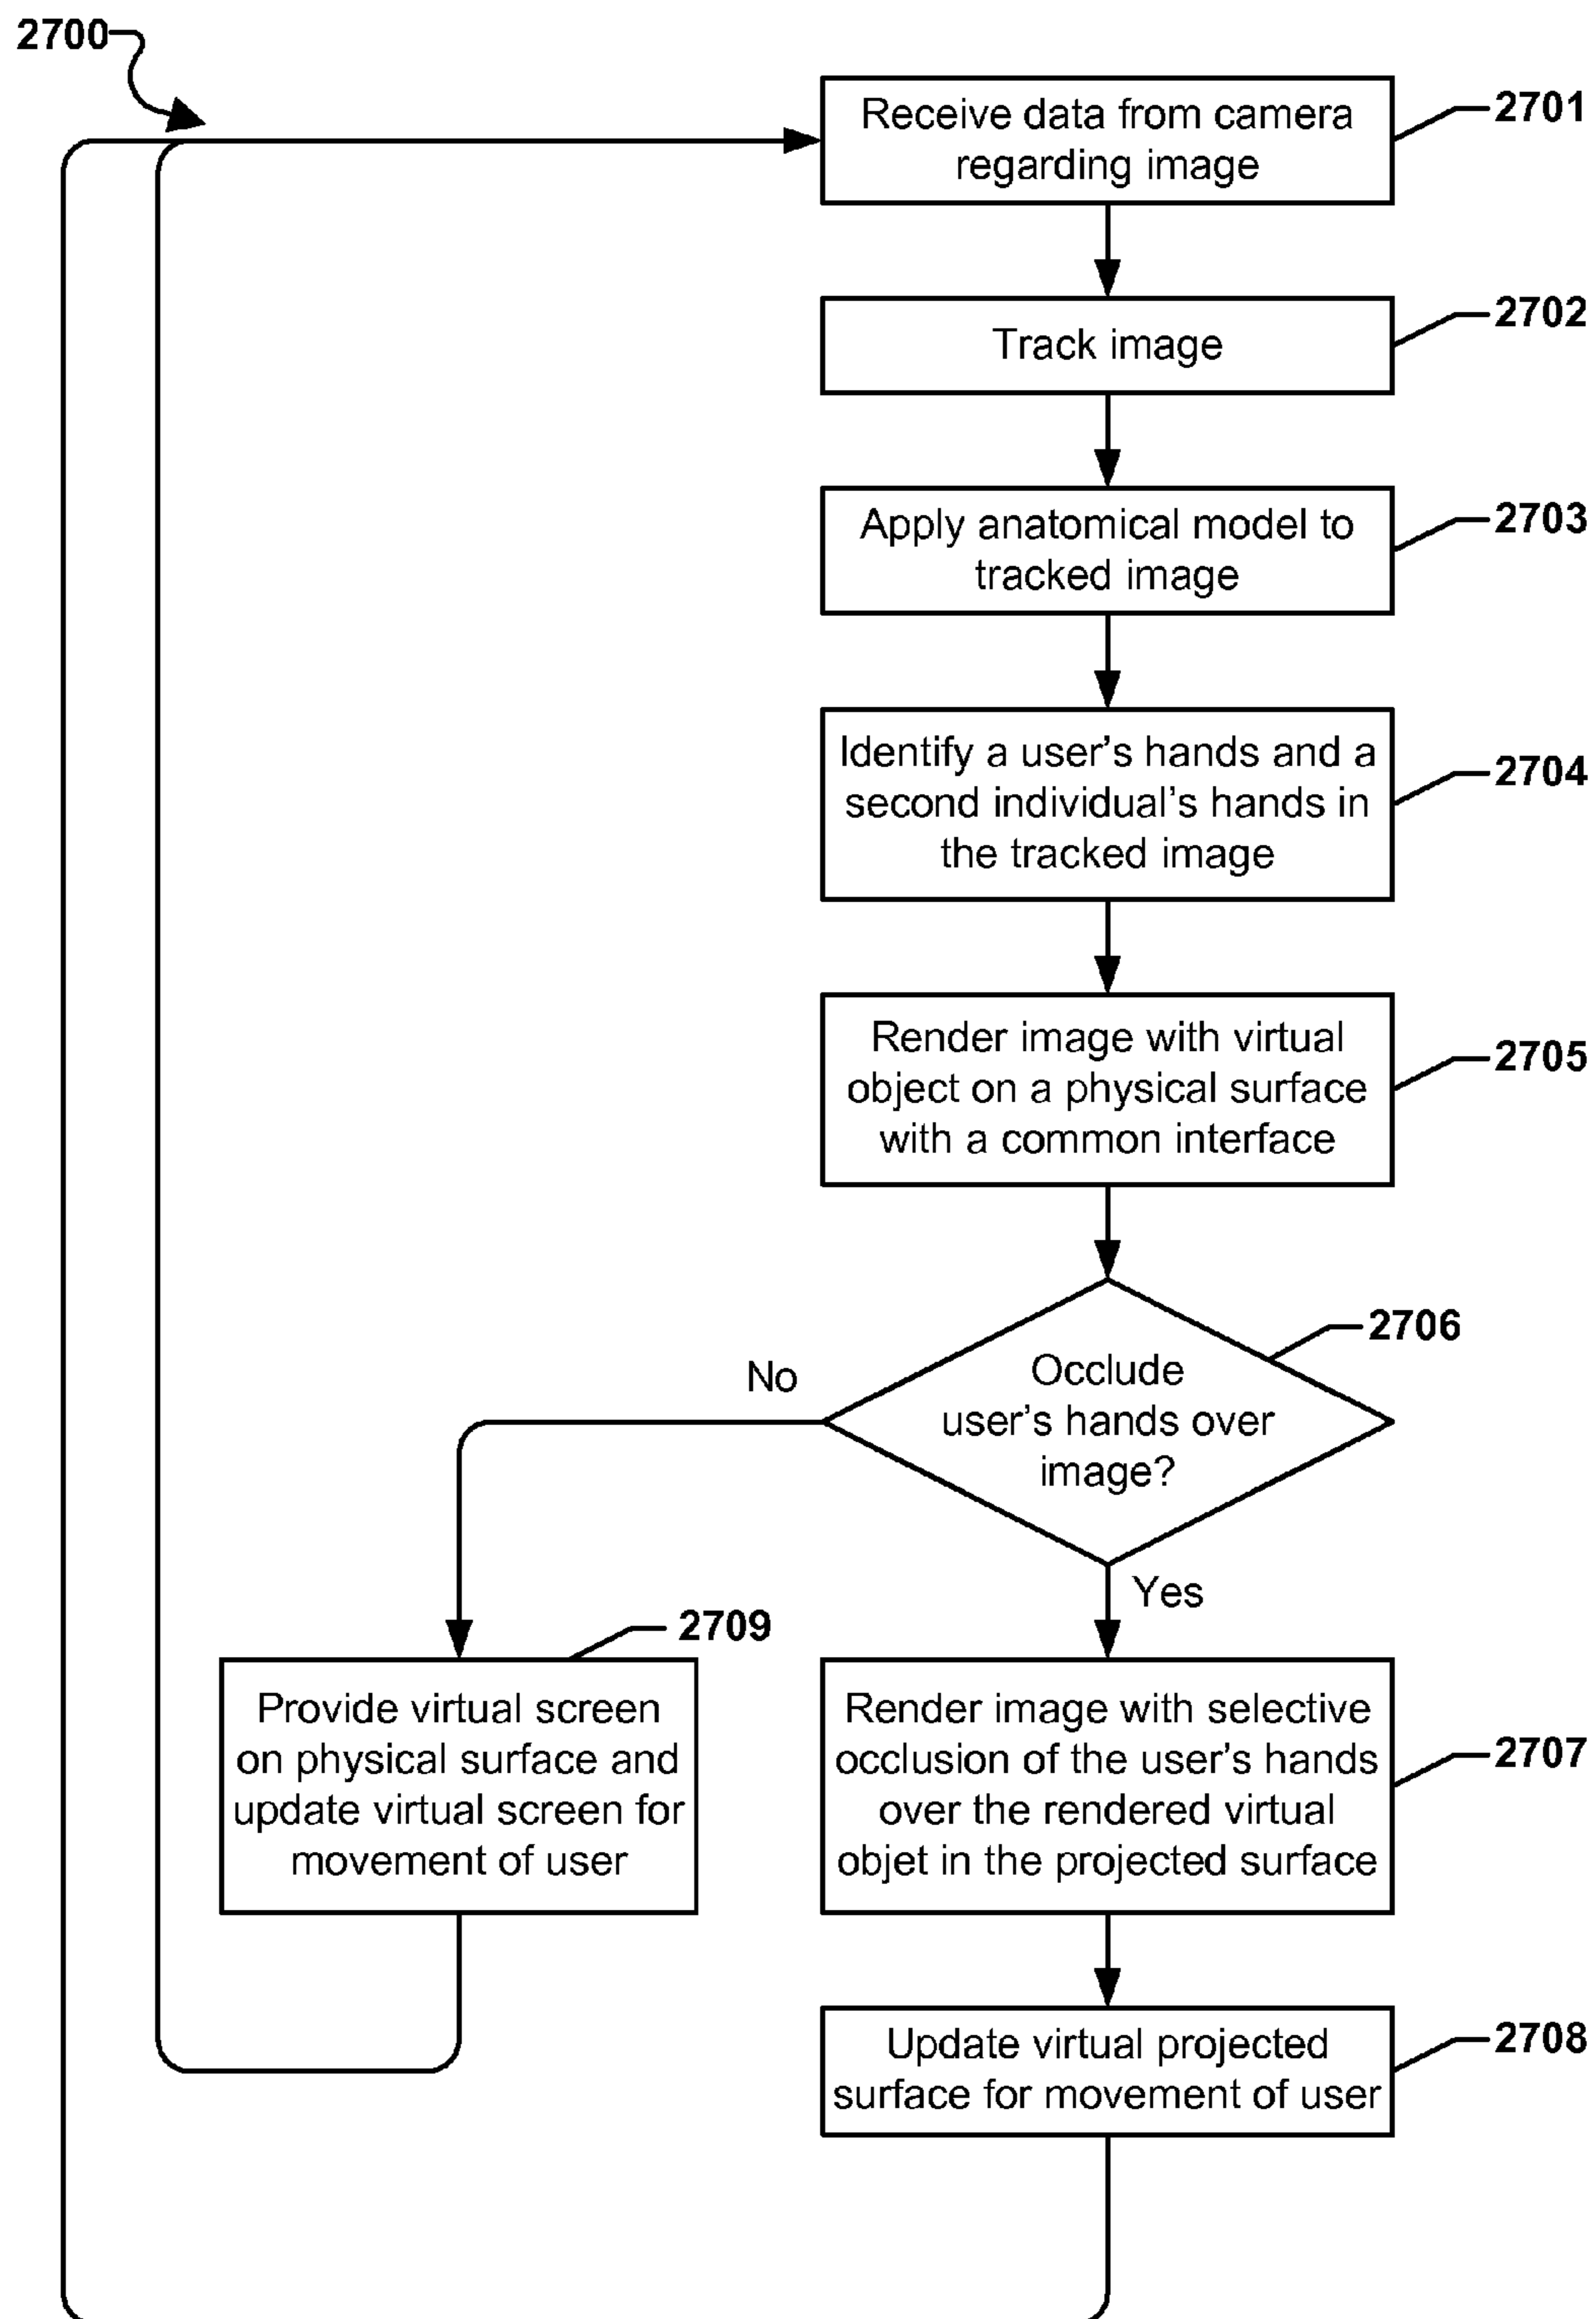 2700
Receive data from camera
regarding image
2701
Track image
2702
Apply anatomical model to
tracked image
2703
Identify a user's hands and a
second individual's hands in
the tracked image
2704
Render image with virtual
object on a physical surface
with a common interface
2705
Occlude
user's hands over
image?
2706
No
Yes
2709
Provide virtual screen
on physical surface and
update virtual screen for
movement of user
Render image with selective
occlusion of the user's hands
over the rendered virtual
objet in the projected surface
2707
Update virtual projected
surface for movement of user
2708